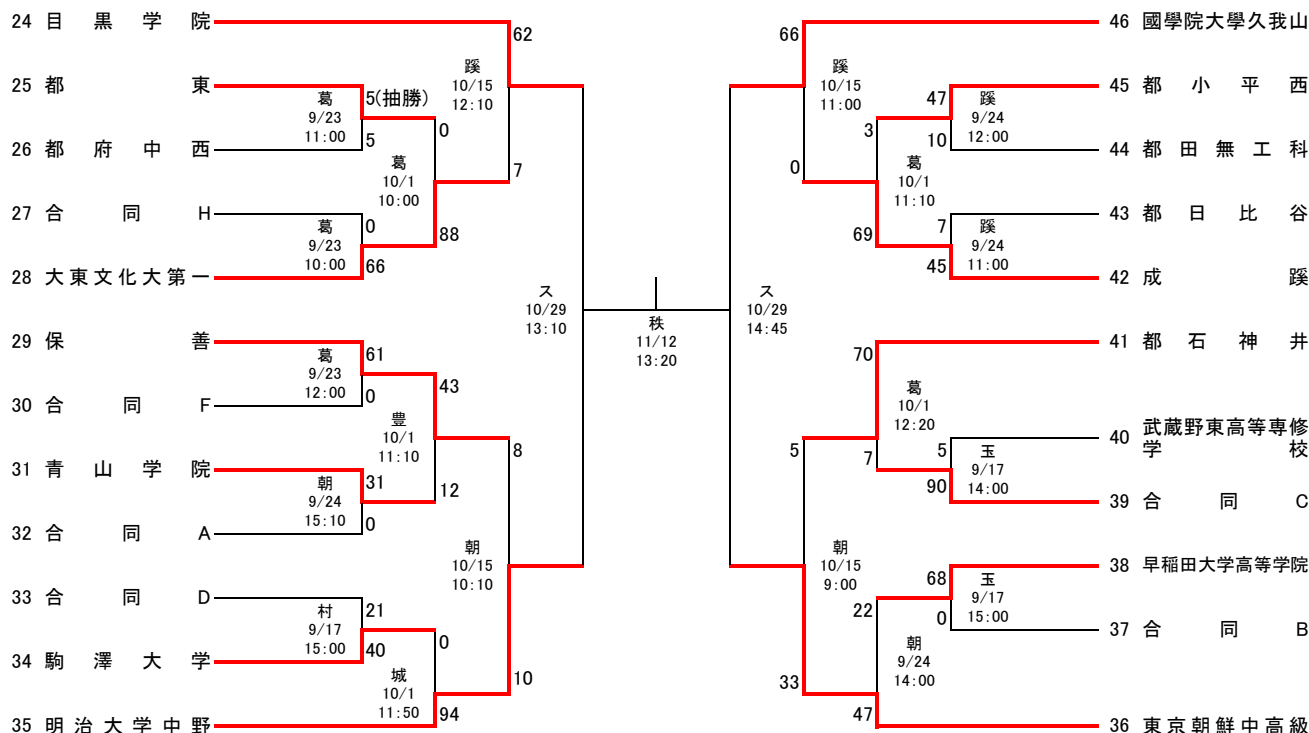 24 目黒学院
62
25 都東
蹊
10/15
12:10
葛
9/23
11:00
5(抽勝)
0
26 都府中西
5
7
葛
10/1
10:00
27 合同H
0
葛
9/23
10:00
88
28 大東文化大第一
66
ス
10/29
13:10
29 保善
61
葛
9/23
12:00
43
30 合同F
0
豊
10/1
11:10
8
31 青山学院
31
朝
9/24
15:10
12
32 合同A
0
朝
10/15
10:10
33 合同D
21
村
9/17
15:00
0
34 駒澤大学
40
10
城
10/1
11:50
35 明治大学中野
94
秩
11/12
13:20
66
46 國學院大學久我山
蹊
10/15
11:00
47
45 都小平西
3
蹊
9/24
12:00
10
44 都田無工科
0
葛
10/1
11:10
7
43 都日比谷
69
蹊
9/24
11:00
45
42 成蹊
ス
10/29
14:45
70
41 都石神井
葛
10/1
12:20
40 武蔵野東高等専修
学校
5
5
7
玉
9/17
14:00
90
39 合同C
朝
10/15
9:00
68
38 早稲田大学高等学院
22
玉
9/17
15:00
0
37 合同B
朝
9/24
14:00
33
47
36 東京朝鮮中高級